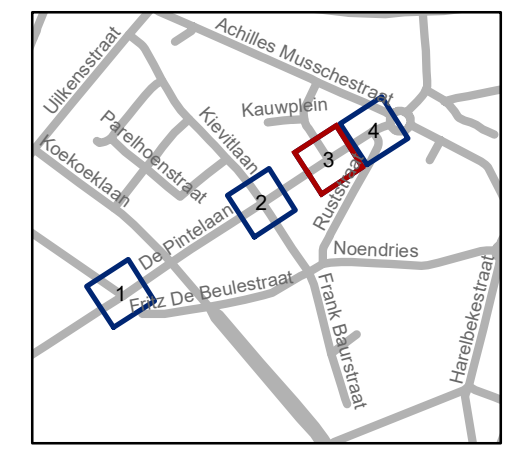 Achilles Musschestraat
Uilkensstraat
Kauwplein
Kievitlaan
Parelhoenstraat
Koekoeklaan
4
3
Ruststraat
2
De Pintelaan
Noendries
1
Fritz De Beulestraat
Frank Baurstraat
Harelbekestraat